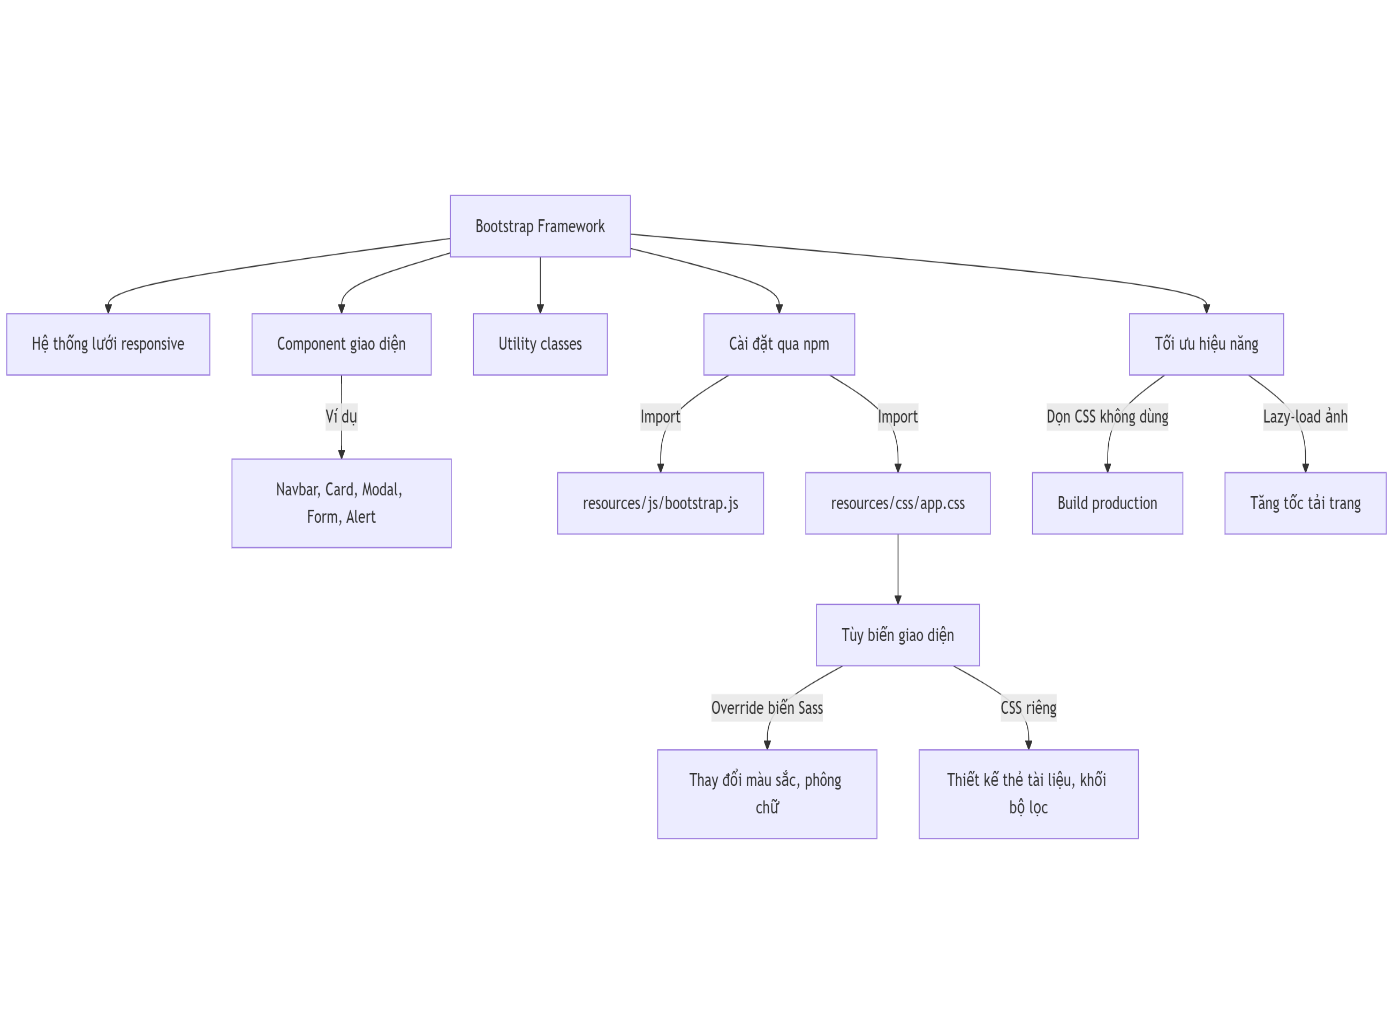 Bootstrap Framework
Hệ thống lưới responsive
Component giao diện
Utility classes
Cài đặt qua npm
Tối ưu hiệu năng
Ví dụ
Import
Import
Dọn CSS không dùng
Lazy-load ảnh
Navbar, Card, Modal,
Form, Alert
resources/js/bootstrap.js
resources/css/app.css
Build production
Tăng tốc tải trang
Tùy biến giao diện
Override biến Sass
CSS riêng
Thay đổi màu sắc, phông
chữ
Thiết kế thẻ tài liệu, khối
bộ lọc